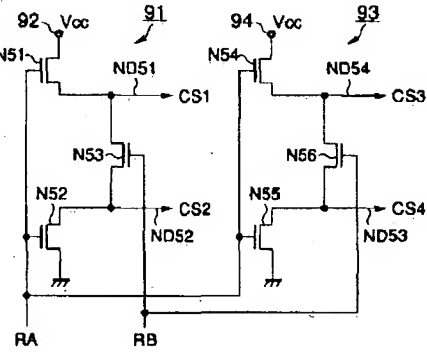 92 Vcc 91 94 Vcc 93
N51 ND51 CS1 N54 ND54 CS3
N53 N56
N52 CS2 N55 CS4
ND52 ND53
RA RB